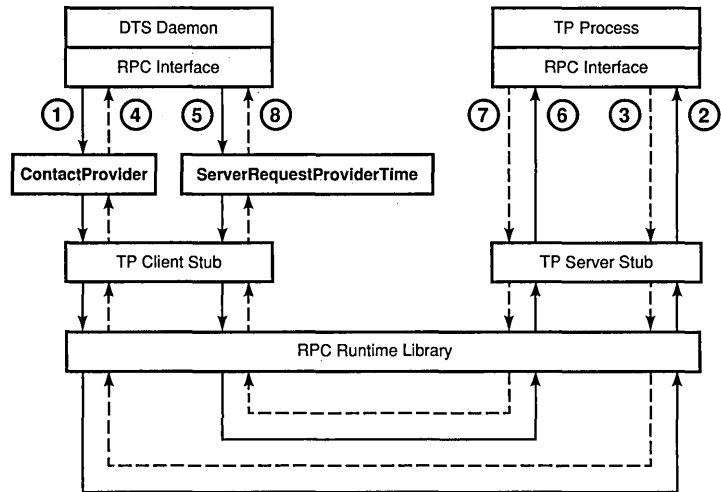 DTS Daemon
TP Process
RPC Interface
RPC Interface
1
4
5
8
7
6
3
2
ContactProvider
ServerRequestProviderTime
TP Client Stub
TP Server Stub
RPC Runtime Library